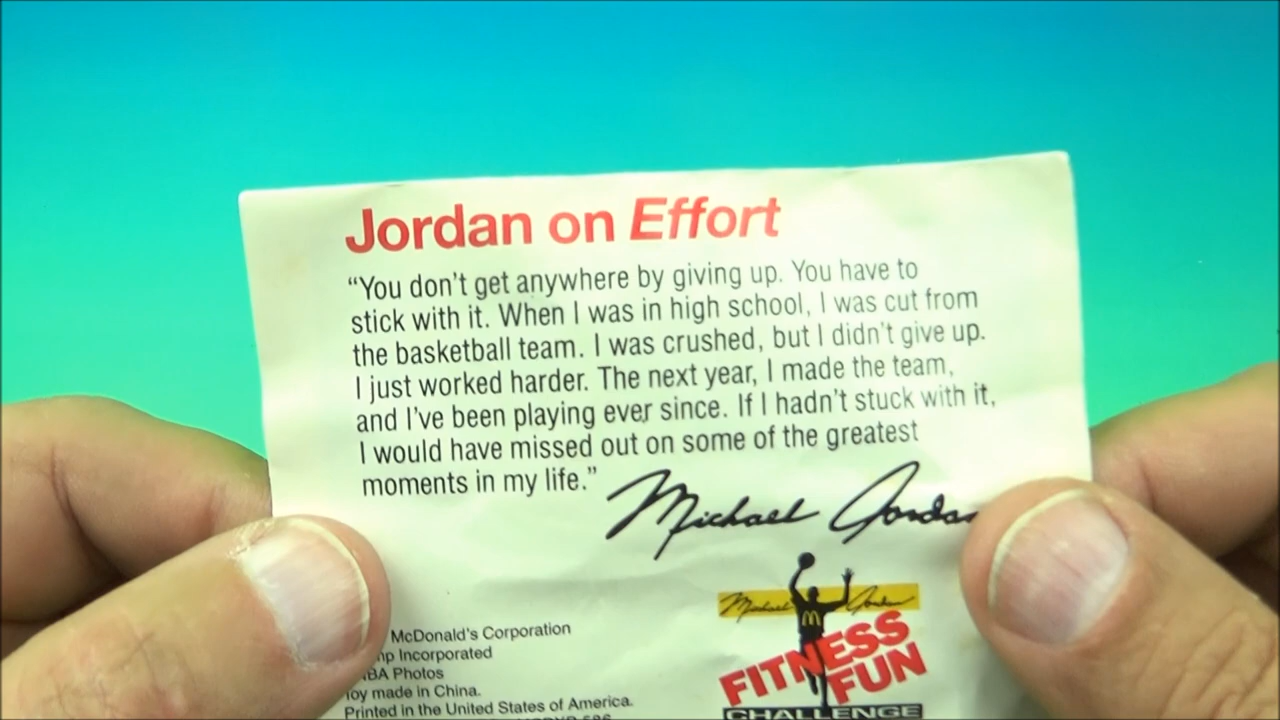 Jordan on Effort
“You don’t get anywhere by giving up. You have to
stick with it. When I was in high school, I was cut from
the basketball team. I was crushed, but I didn’t give up.
I just worked harder. The next year, I made the team,
and I’ve been playing ever since. If I hadn’t stuck with it,
I would have missed out on some of the greatest
moments in my life.”
Michael Jordan
McDonald’s Corporation
Incorporated
Photos
made in China.
Printed in the United States of America.
Michael Jordan
FITNESS
FUN
CHALLENGE